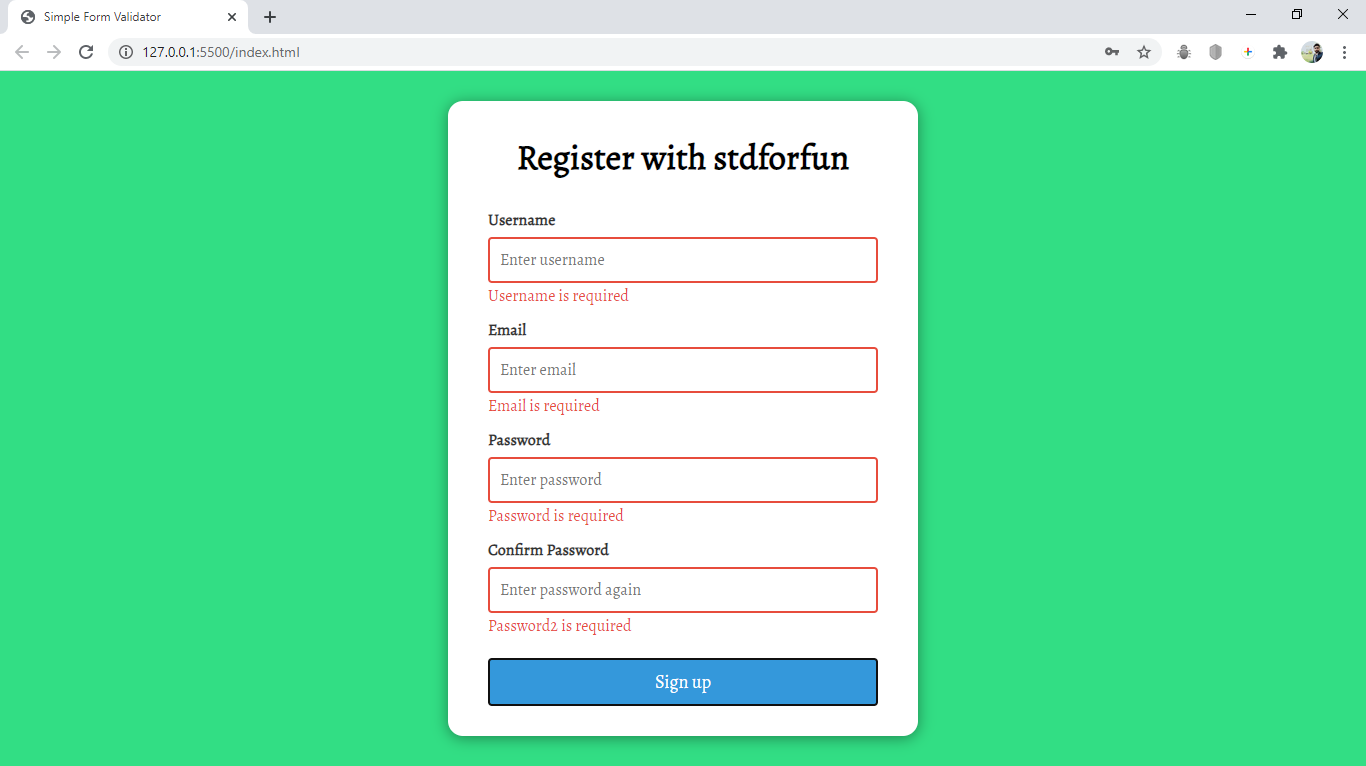 Simple Form Validator
127.0.0.1:5500/index.html
Register with stdforfun
Username
Enter username
Username is required
Email
Enter email
Email is required
Password
Enter password
Password is required
Confirm Password
Enter password again
Password2 is required
Sign up